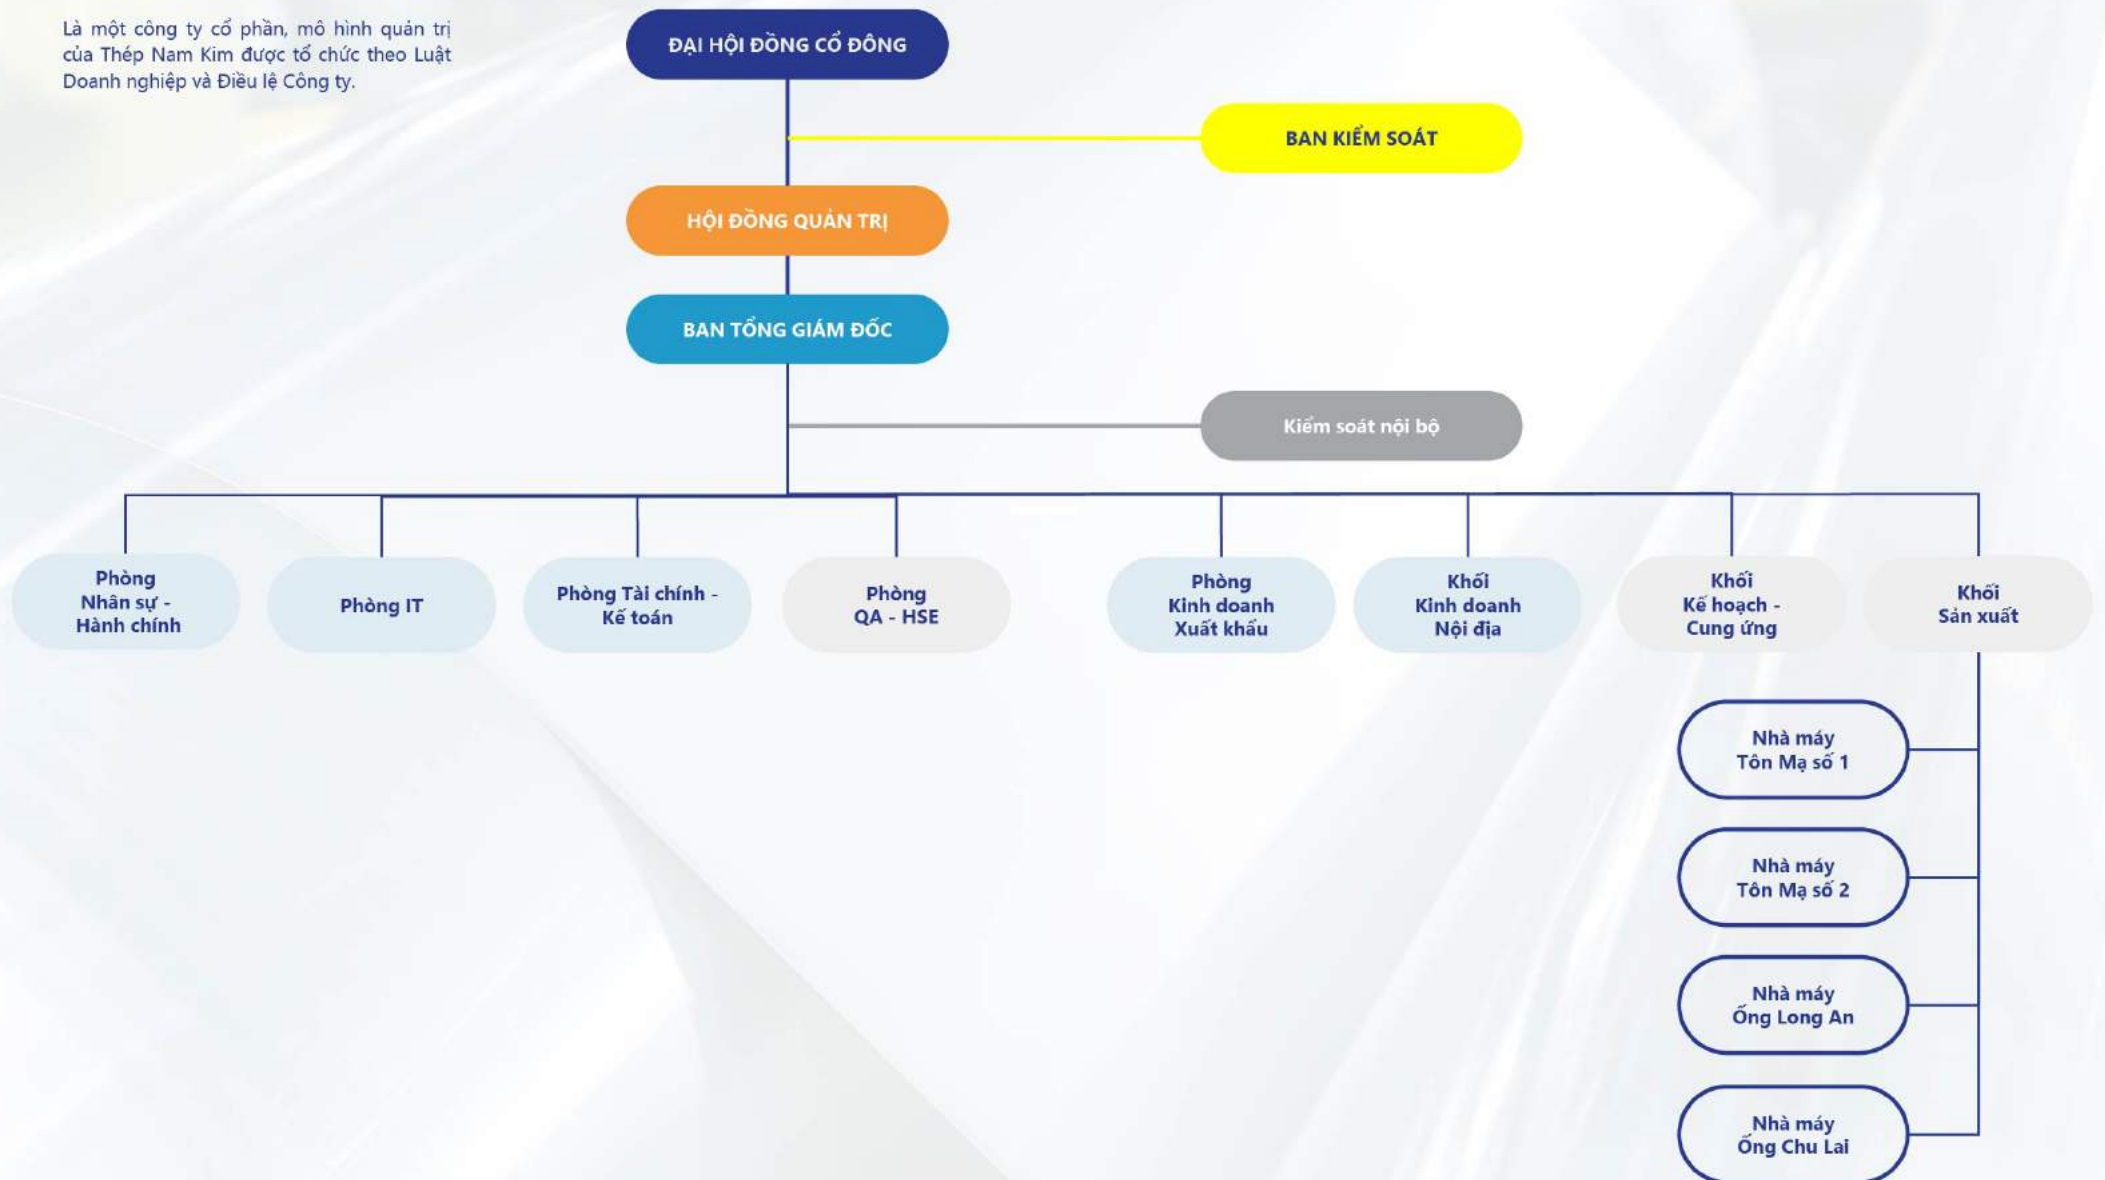 Là một công ty cổ phần, mô hình quản trị
của Thép Nam Kim được tổ chức theo Luật
Doanh nghiệp và Điều lệ Công ty.
ĐẠI HỘI ĐỒNG CỔ ĐÔNG
BAN KIỂM SOÁT
HỘI ĐỒNG QUẢN TRỊ
BAN TỔNG GIÁM ĐỐC
Kiểm soát nội bộ
Phòng
Nhân sự -
Hành chính
Phòng IT
Phòng Tài chính -
Kế toán
Phòng
QA - HSE
Phòng
Kinh doanh
Xuất khẩu
Khối
Kinh doanh
Nội địa
Khối
Kế hoạch -
Cung ứng
Khối
Sản xuất
Nhà máy
Tôn Mạ số 1
Nhà máy
Tôn Mạ số 2
Nhà máy
Ống Long An
Nhà máy
Ống Chu Lai